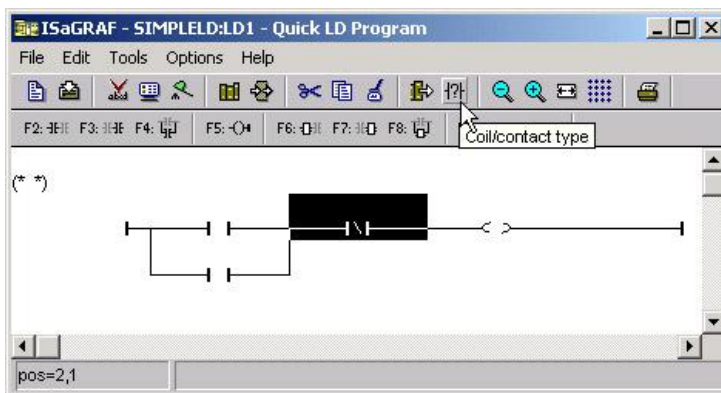 ISaGRAF - SIMPLELD:LD1 - Quick LD Program
File Edit Tools Options Help
F2: F3: F4: F5: F6: F7: F8:
Coil/contact type
(* *)
pos=2,1